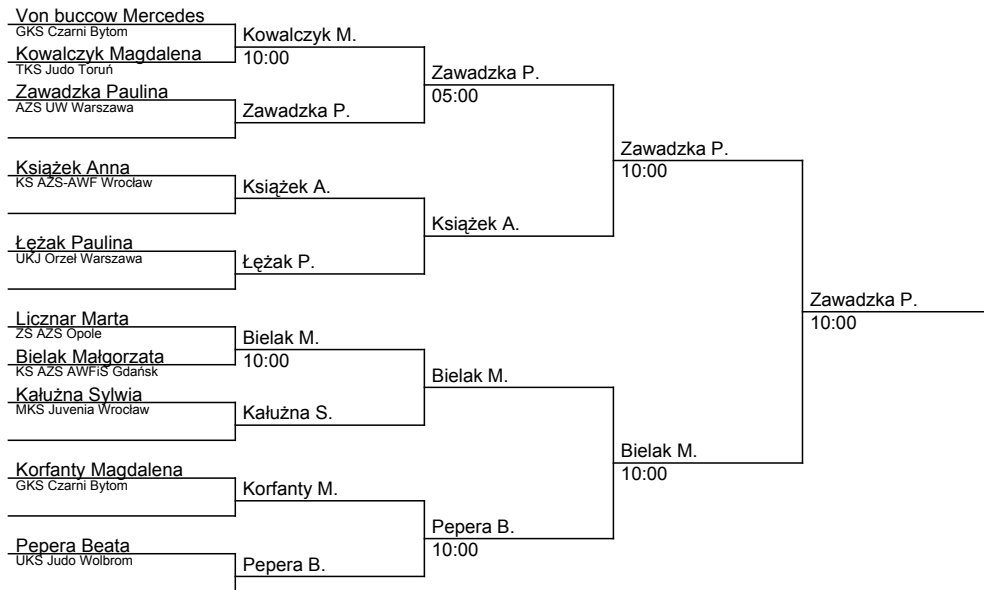 Von buccow Mercedes
GKS Czarni Bytom
Kowalczyk Magdalena
TKS Judo Toruń
Zawadzka Paulina
AZS UW Warszawa
Książek Anna
KS AZS-AWF Wrocław
Łężak Paulina
UKJ Orzeł Warszawa
Licznar Marta
ZS AZS Opole
Bielak Małgorzata
KS AZS AWFiS Gdańsk
Kałużna Sylwia
MKS Juvenia Wrocław
Korfanty Magdalena
GKS Czarni Bytom
Pepera Beata
UKS Judo Wolbrom
Kowalczyk M.
10:00
Zawadzka P.
Książek A.
Łężak P.
Bielak M.
10:00
Kałużna S.
Korfanty M.
Pepera B.
Zawadzka P.
05:00
Książek A.
Bielak M.
Pepera B.
10:00
Zawadzka P.
10:00
Bielak M.
10:00
Zawadzka P.
10:00